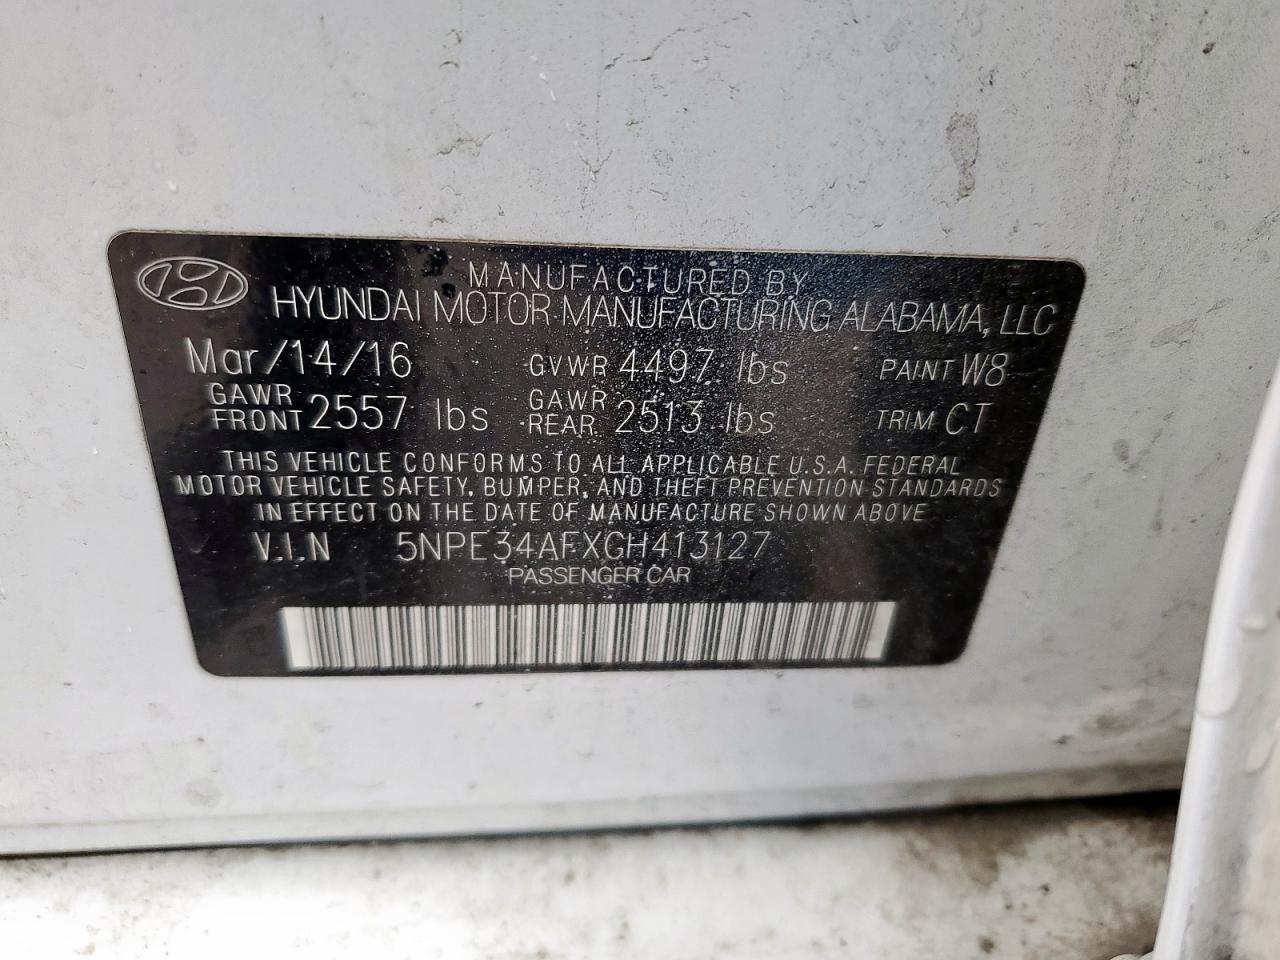 MANUFACTURED BY
HYUNDAI MOTOR MANUFACTURING ALABAMA, LLC
Mar/14/16 GVWR 4497 lbs PAINT W8
GAWR FRONT 2557 lbs GAWR REAR 2513 lbs TRIM CT
THIS VEHICLE CONFORMS TO ALL APPLICABLE U.S.A. FEDERAL
MOTOR VEHICLE SAFETY, BUMPER, AND THEFT PREVENTION STANDARDS
IN EFFECT ON THE DATE OF MANUFACTURE SHOWN ABOVE
V.I.N 5NPE34AFXGH413127
PASSENGER CAR